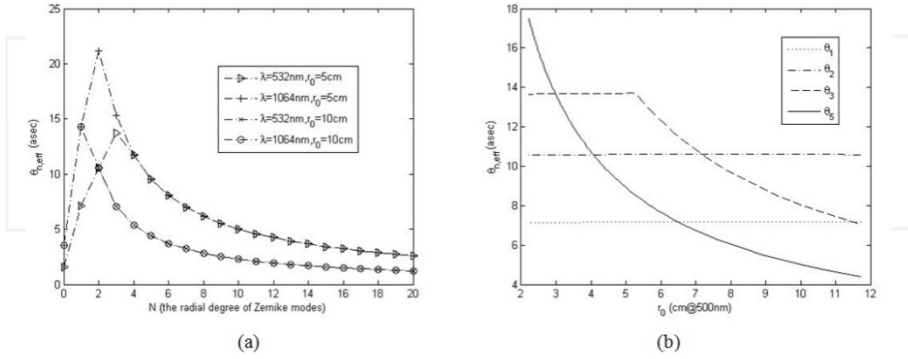 25
20
15
10
5
0
θn,eff (asec)
0 2 4 6 8 10 12 14 16 18 20
N (the radial degree of Zernike modes)
λ=532nm,r0=5cm
λ=1064nm,r0=5cm
λ=532nm,r0=10cm
λ=1064nm,r0=10cm
(a)
18
16
14
12
10
8
6
4
θn,eff (asec)
2 3 4 5 6 7 8 9 10 11 12
r0 (cm@500nm)
θ1
θ2
θ3
θ5
(b)